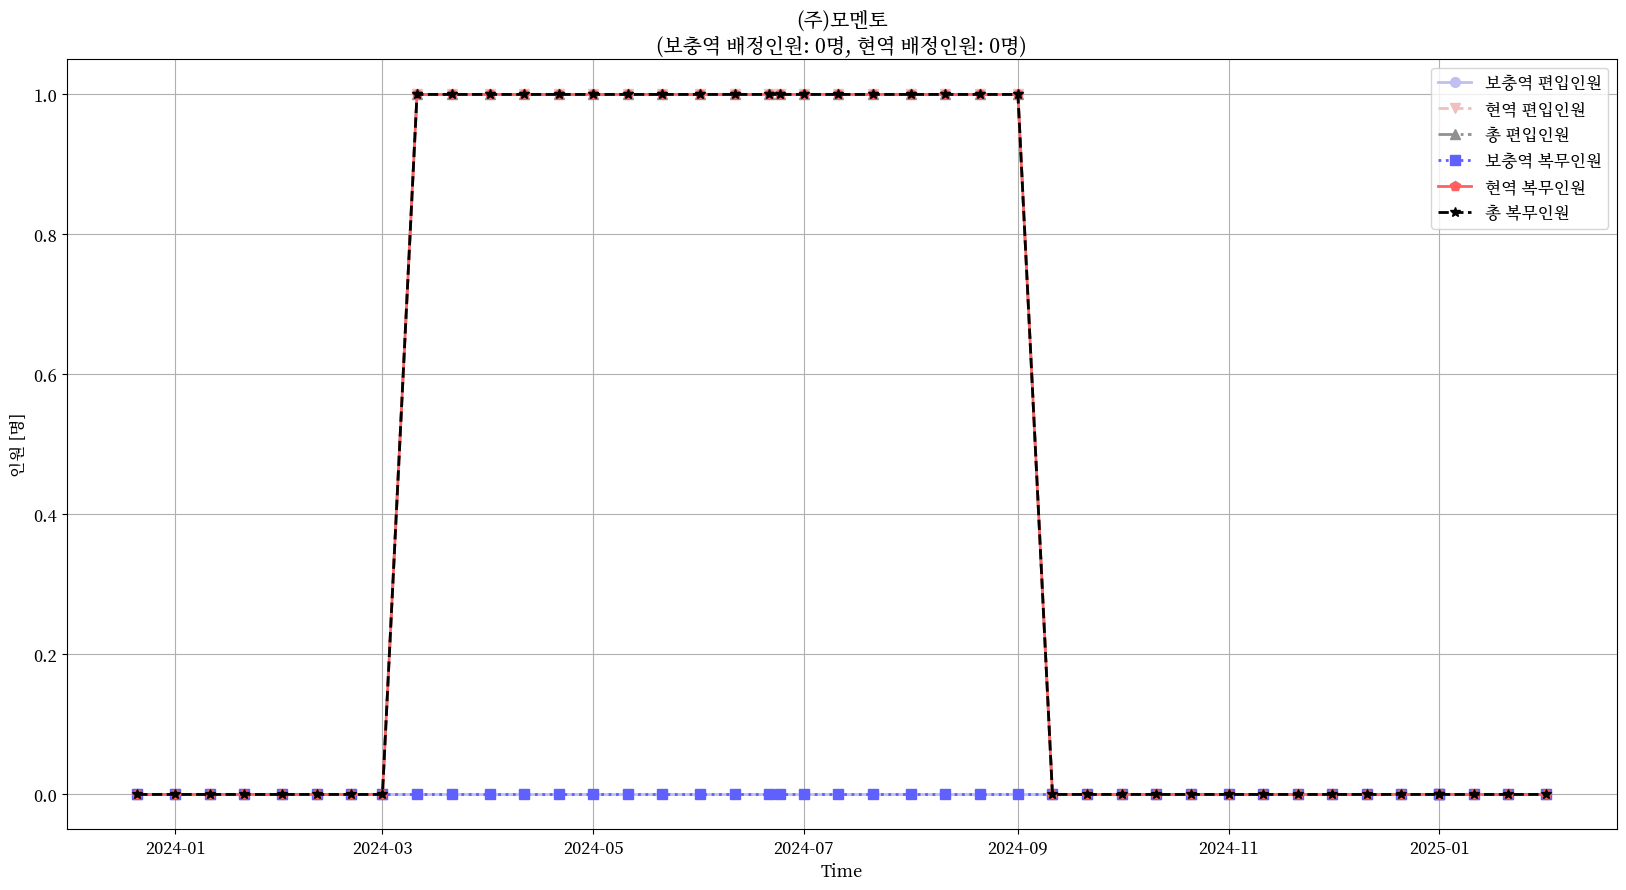 (주)모멘토
(보충역 배정인원: 0명, 현역 배정인원: 0명)
보충역 편입인원
현역 편입인원
총 편입인원
보충역 복무인원
현역 복무인원
총 복무인원
인원 [명]
1.0
0.8
0.6
0.4
0.2
0.0
2024-01
2024-03
2024-05
2024-07
2024-09
2024-11
2025-01
Time